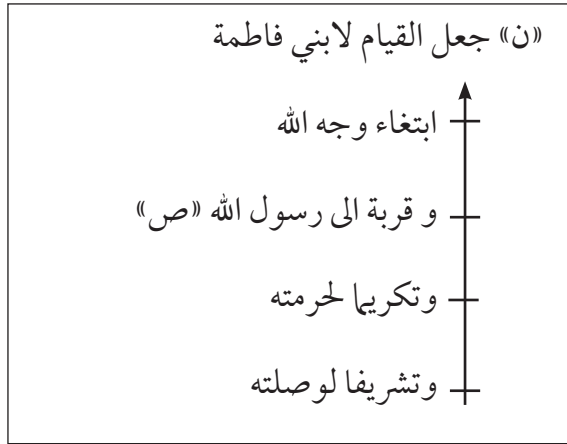 «ن» جعل القيام لابني فاطمة
ابتغاء وجه الله
و قربة الى رسول الله «ص»
وتكريما لحرمته
وتشريفا لوصلته